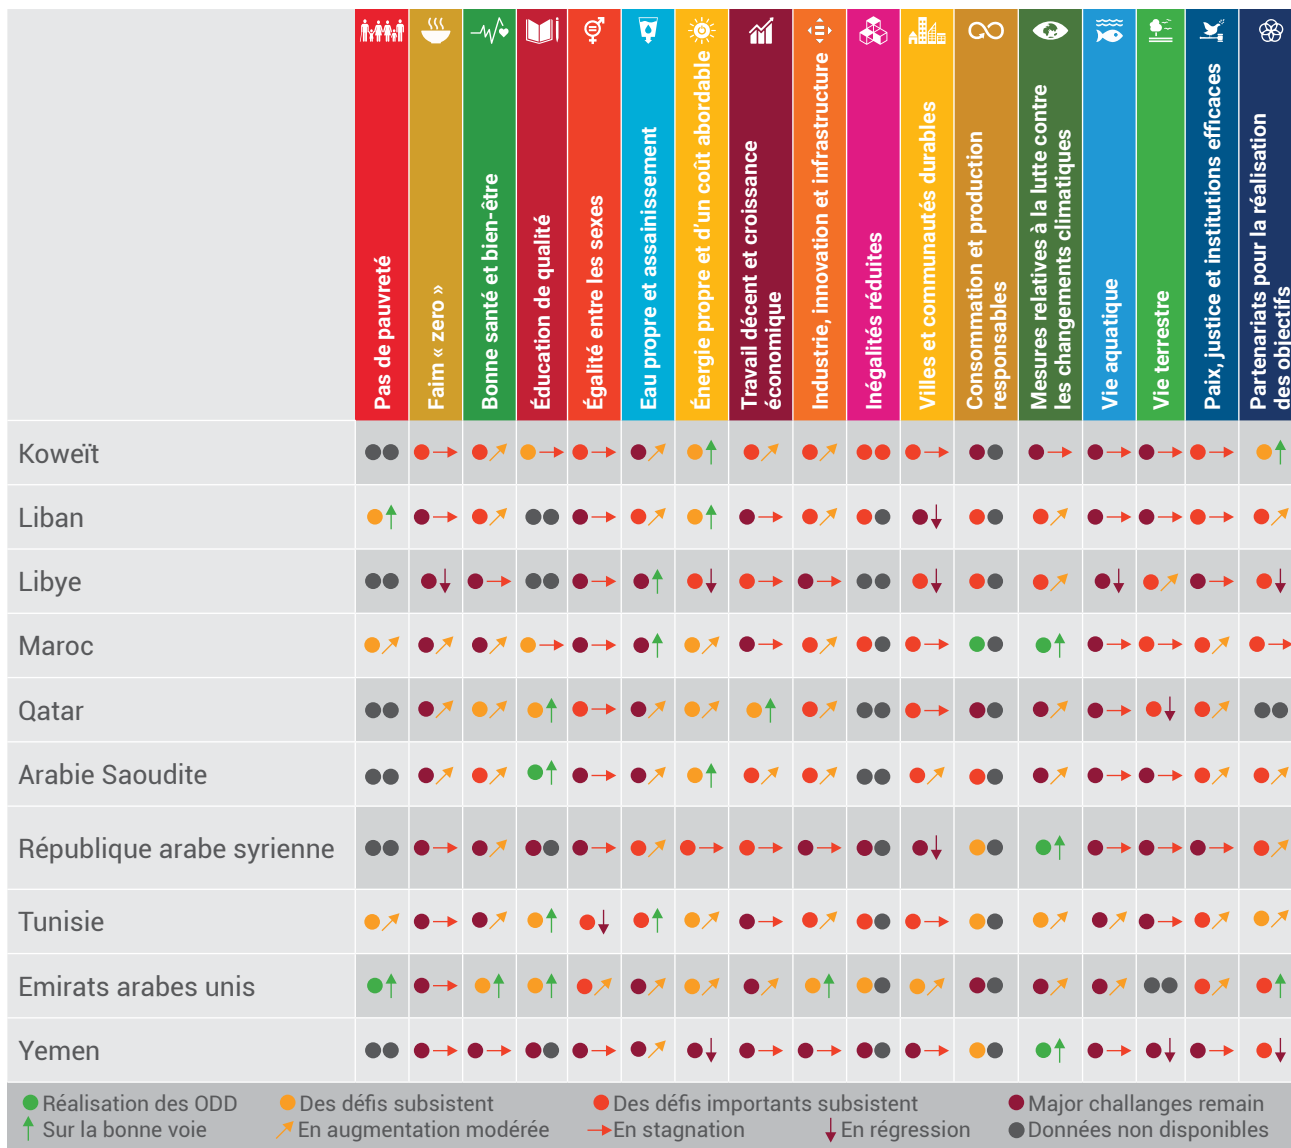 Pas de pauvreté
Faim « zero »
Bonne santé et bien-être
Éducation de qualité
Égalité entre les sexes
Eau propre et assainissement
Énergie propre et d'un coût abordable
Travail décent et croissance
économique
Industrie, innovation et infrastructure
Inégalités réduites
Villes et communautés durables
Consommation et production
responsables
Mesures relatives à la lutte contre
les changements climatiques
Vie aquatique
Vie terrestre
Paix, justice et institutions efficaces
Partenariats pour la réalisation
des objectifs
Koweït
Liban
Libye
Maroc
Qatar
Arabie Saoudite
République arabe syrienne
Tunisie
Emirats arabes unis
Yemen
Réalisation des ODD
Des défis subsistent
Des défis importants subsistent
Major challanges remain
Sur la bonne voie
En augmentation modérée
En stagnation
En régression
Données non disponibles